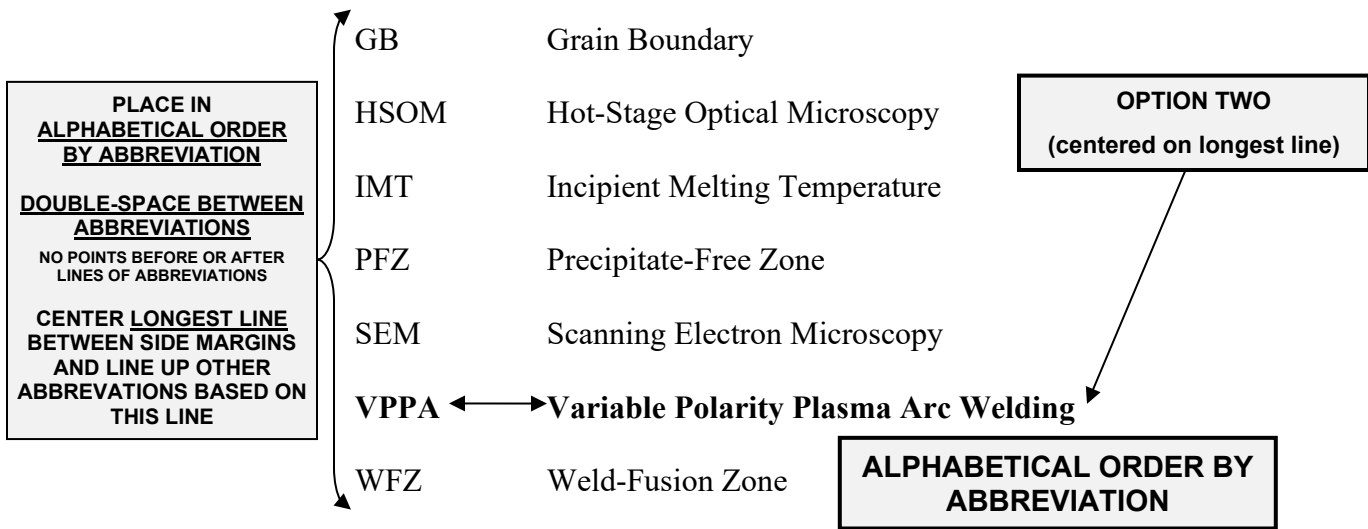 PLACE IN
ALPHABETICAL ORDER
BY ABBREVIATION
DOUBLE-SPACE BETWEEN
ABBREVIATIONS
NO POINTS BEFORE OR AFTER
LINES OF ABBREVIATIONS
CENTER LONGEST LINE
BETWEEN SIDE MARGINS
AND LINE UP OTHER
ABBREVATIONS BASED ON
THIS LINE
GB Grain Boundary
HSOM Hot-Stage Optical Microscopy
IMT Incipient Melting Temperature
PFZ Precipitate-Free Zone
SEM Scanning Electron Microscopy
VPPA Variable Polarity Plasma Arc Welding
WFZ Weld-Fusion Zone
OPTION TWO
(centered on longest line)
ALPHABETICAL ORDER BY
ABBREVIATION